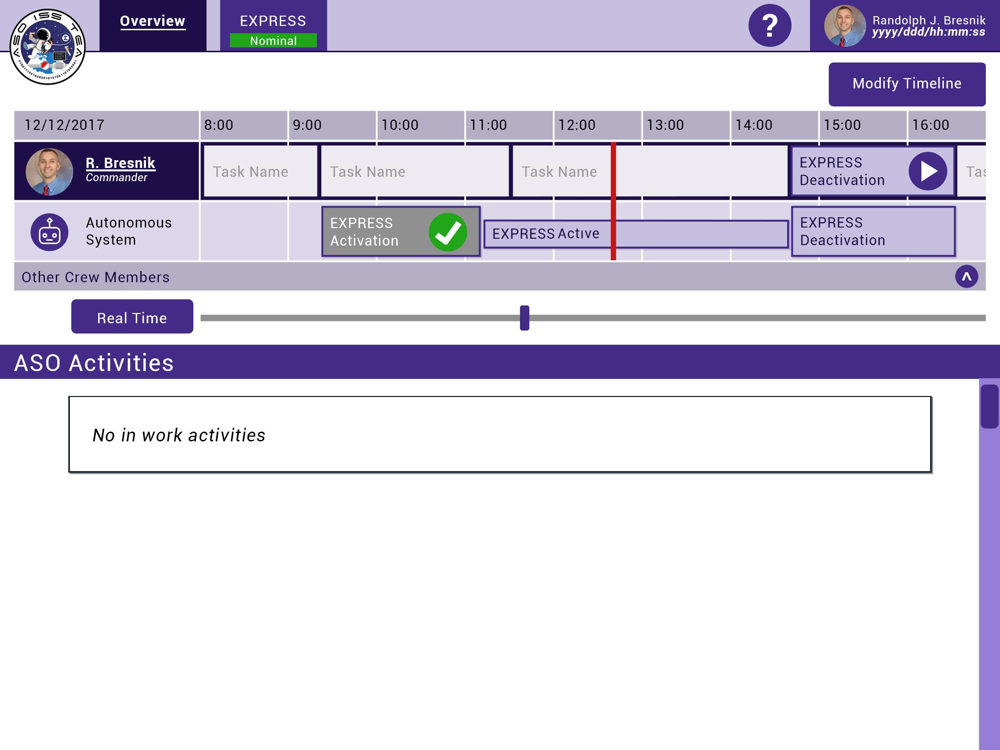 ASO ISS TEA
Overview
EXPRESS
Nominal
?
Randolph J. Bresnik
yyyy/ddd/hh:mm:ss
Modify Timeline
12/12/2017 8:00 9:00 10:00 11:00 12:00 13:00 14:00 15:00 16:00
R. Bresnik
Commander
Task Name Task Name Task Name
EXPRESS
Deactivation
Tas
Autonomous
System
EXPRESS
Activation
EXPRESS Active
EXPRESS
Deactivation
Other Crew Members
Real Time
ASO Activities
No in work activities